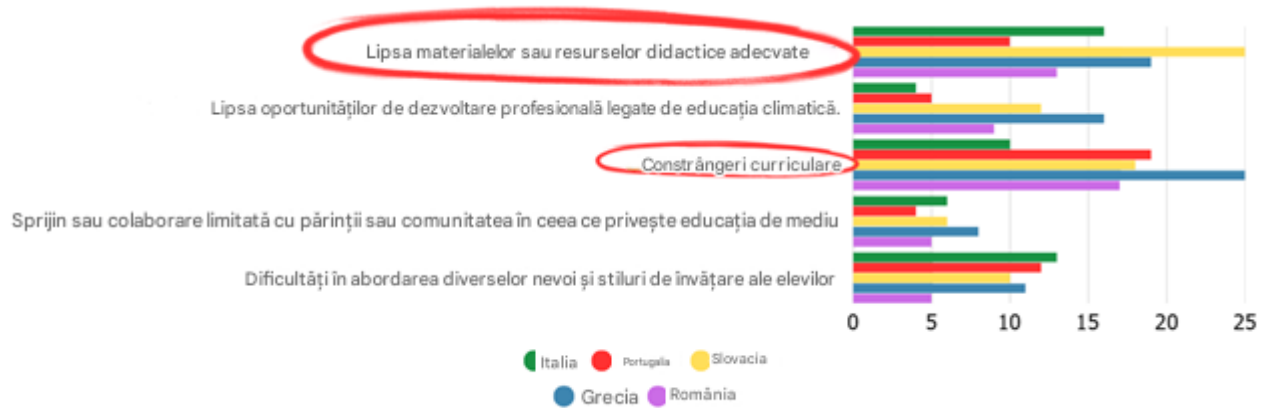 Lipsa materialelor sau resurselor didactice adecvate
Lipsa oportunităților de dezvoltare profesională legate de educația climatică.
Constrângeri curriculare
Sprijin sau colaborare limitată cu părinții sau comunitatea în ceea ce privește educația de mediu
Dificultăți în abordarea diverselor nevoi și stiluri de învățare ale elevilor
0 5 10 15 20 25
Italia Portugalia Slovacia
Grecia România